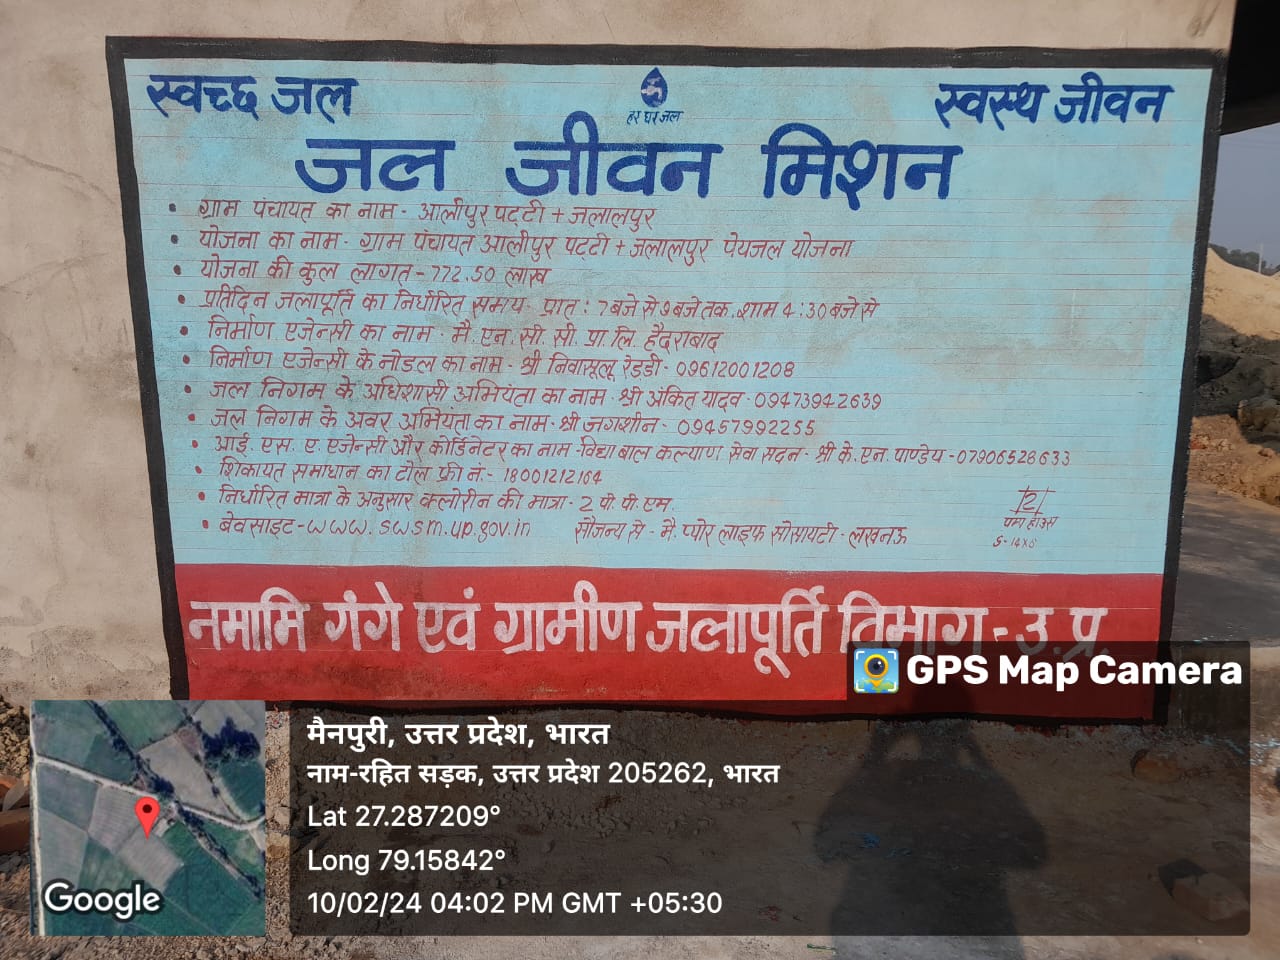 स्वच्छ जल
हर घर जल
स्वस्थ जीवन
जल जीवन मिशन
• ग्राम पंचायत का नाम - आलीपुर पट्टी + जलालपुर
• योजना का नाम - ग्राम पंचायत आलीपुर पट्टी + जलालपुर पेयजल योजना
• योजना की कुल लागत - 772.50 लाख
• प्रतिदिन जलापूर्ति का निर्धारित समय - प्रात: 7 बजे से 9 बजे तक, शाम 4:30 बजे से
• निर्माण एजेन्सी का नाम - मै. एन. सी. सी. प्रा. लि. हैदराबाद
• निर्माण एजेन्सी के नोडल का नाम - श्री निवासूलू रेड्डी - 09612001208
• जल निगम के अधिशासी अभियंता का नाम - श्री अंकित यादव - 09473942639
• जल निगम के अवर अभियंता का नाम - श्री जगशीन - 09457992255
• आई. एस. ए. एजेन्सी और कोर्डिनेटर का नाम - विद्या बाल कल्याण सेवा सदन - श्री के. एन. पाण्डेय - 07906528633
• शिकायत समाधान का टोल फ्री नं. - 18001212164
• निर्धारित मात्रा के अनुसार क्लोरीन की मात्रा - 2 पी. पी. एम.
• बेवसाइट - www.swsm.up.gov.in सौजन्य से - मै. प्योर लाइफ सोसायटी - लखनऊ
पम्प हाउस
नमामि गंगे एवं ग्रामीण जलापूर्ति विभाग - उ.प्र.
GPS Map Camera
मैनपुरी, उत्तर प्रदेश, भारत
नाम-रहित सड़क, उत्तर प्रदेश 205262, भारत
Lat 27.287209°
Long 79.15842°
10/02/24 04:02 PM GMT +05:30
Google